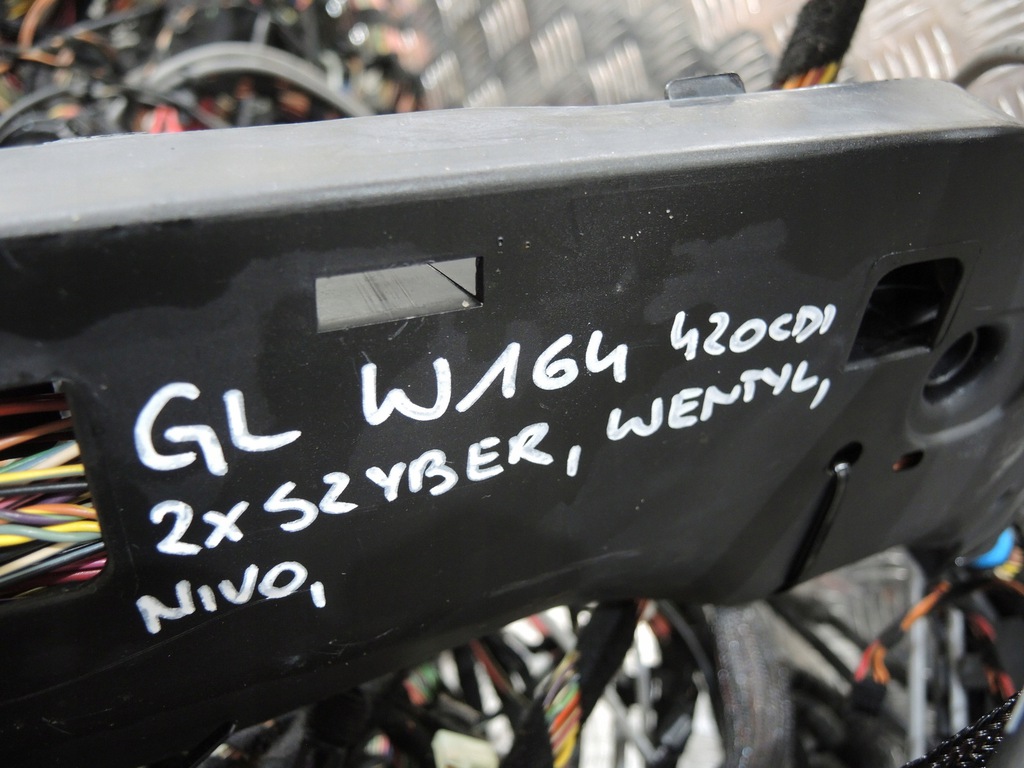 GL W164 420CDI
2X SZYBER, WENTYL,
NIVO,